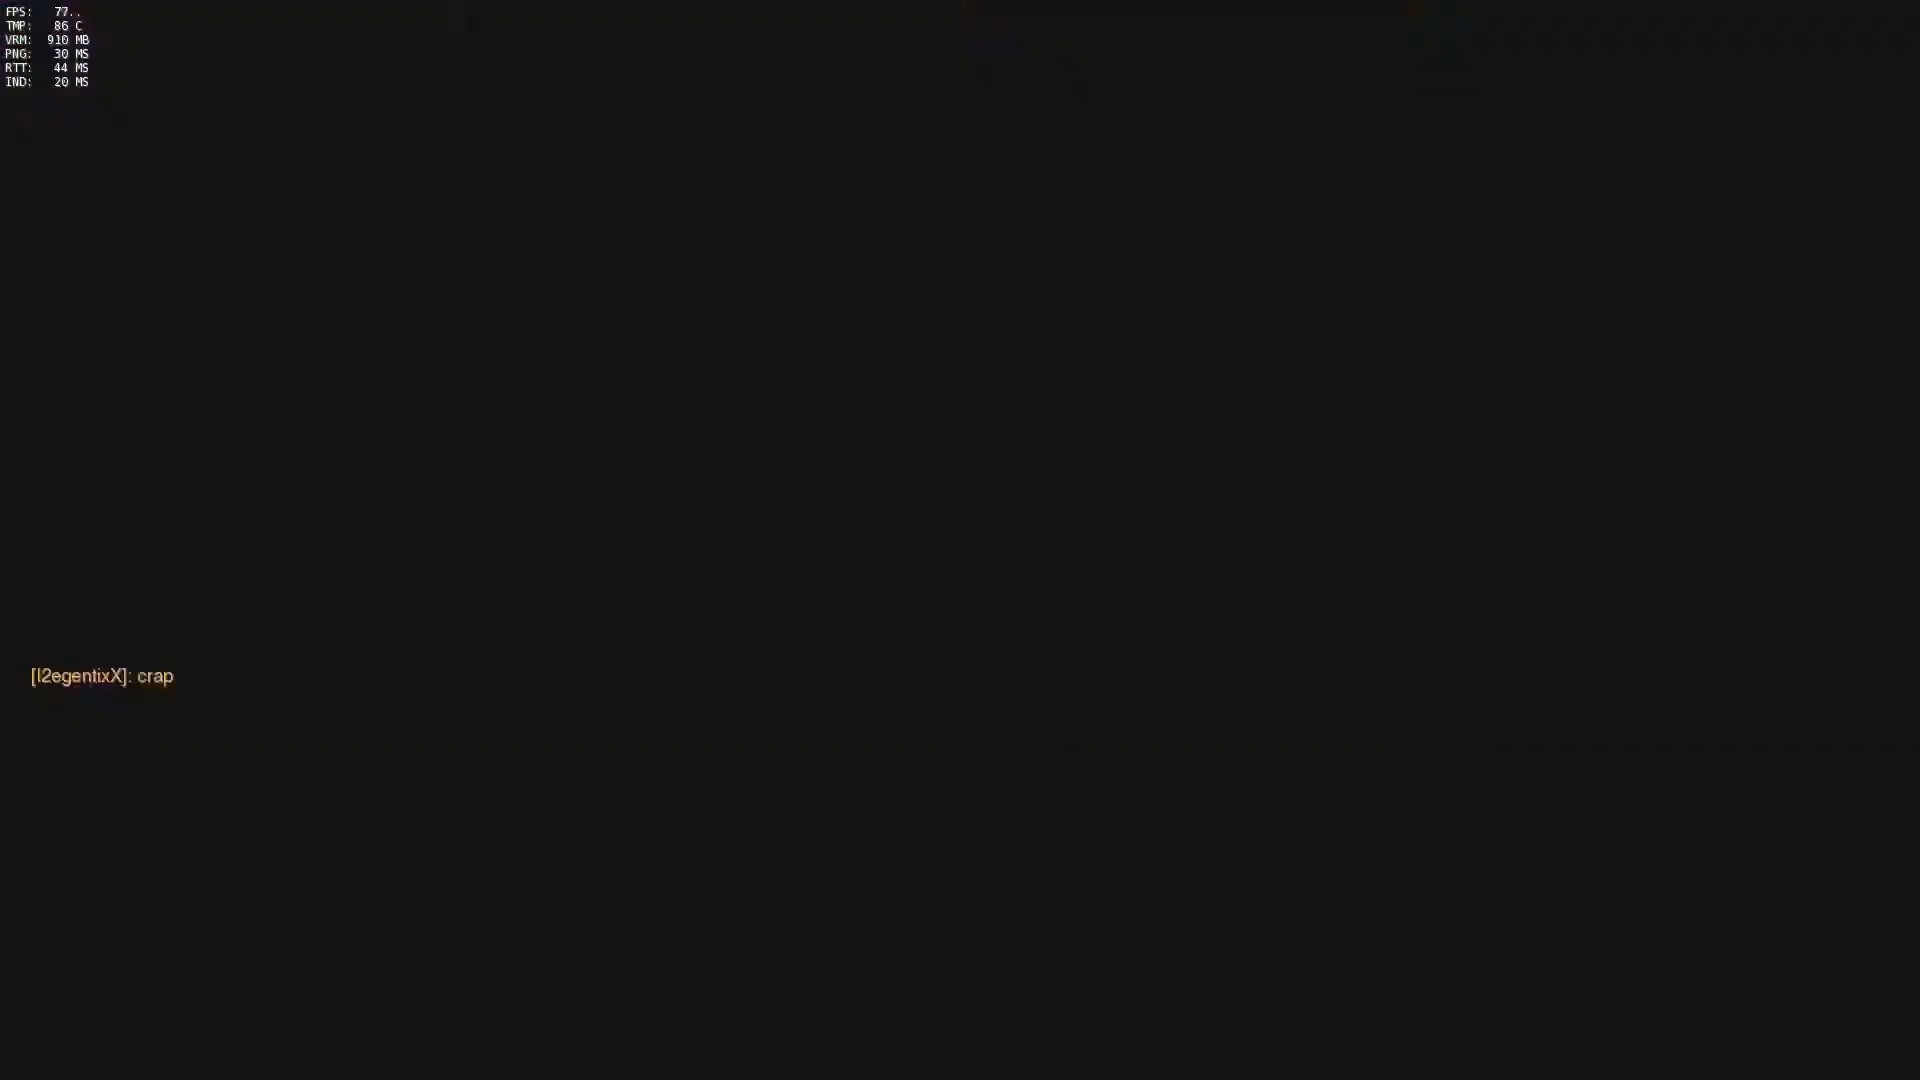 FPS: 77..
TMP: 86 C
VRM: 910 MB
PNG: 30 MS
RTT: 44 MS
IND: 20 MS
[l2egentixX]: crap